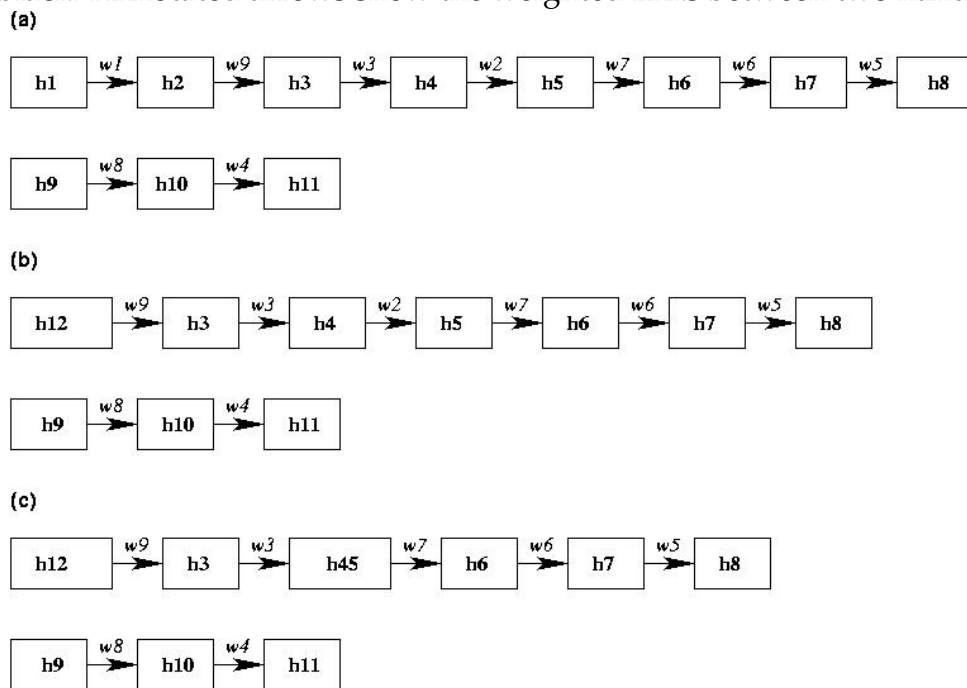 (a)
w1 w9 w3 w2 w7 w6 w5
h1 h2 h3 h4 h5 h6 h7 h8
w8 w4
h9 h10 h11
(b)
w9 w3 w2 w7 w6 w5
h12 h3 h4 h5 h6 h7 h8
w8 w4
h9 h10 h11
(c)
w9 w3 w7 w6 w5
h12 h3 h45 h6 h7 h8
w8 w4
h9 h10 h11